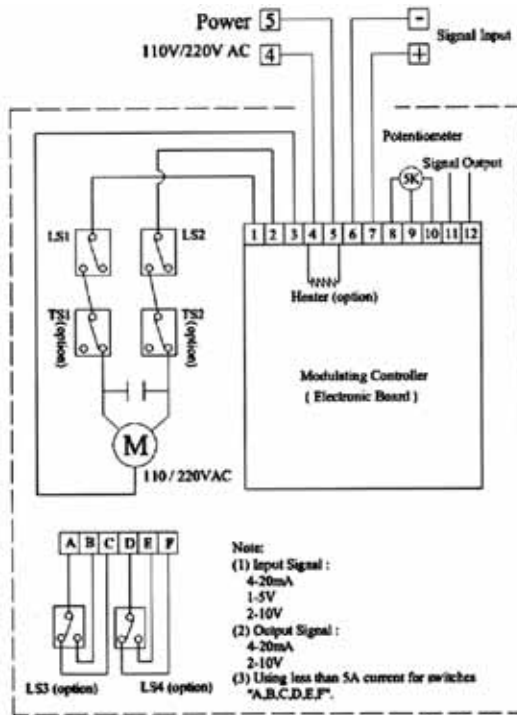 Power 5
110V/220V AC 4
-
Signal Input
+
Potentiometer
5K
Signal Output
LS1
LS2
1 2 3 4 5 6 7 8 9 10 11 12
TS1
(option)
TS2
(option)
Heater (option)
Modulating Controller
( Electronic Board )
M
110 / 220VAC
A B C D E F
LS3 (option)
LS4 (option)
Note:
(1) Input Signal :
4-20mA
1-5V
2-10V
(2) Output Signal :
4-20mA
2-10V
(3) Using less than 5A current for switches
"A,B,C,D,E,F".